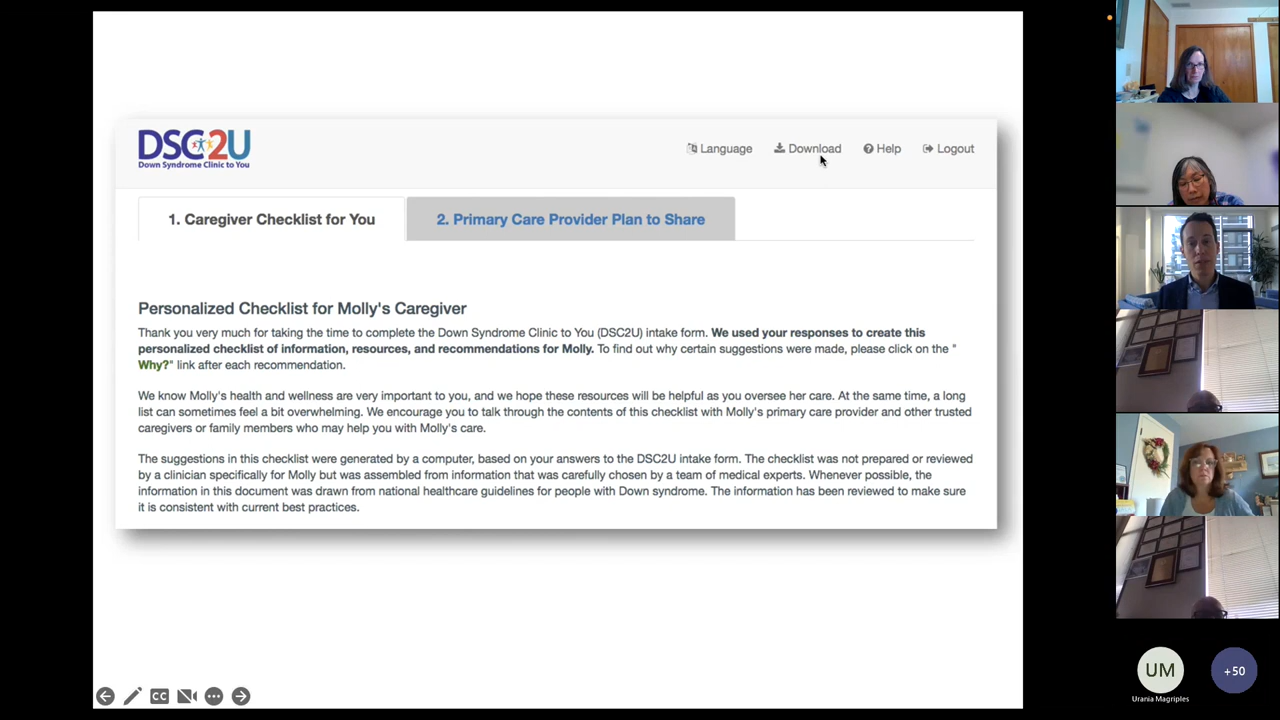 DSC2U
Down Syndrome Clinic to You
Language Download Help Logout
1. Caregiver Checklist for You
2. Primary Care Provider Plan to Share
Personalized Checklist for Molly's Caregiver
Thank you very much for taking the time to complete the Down Syndrome Clinic to You (DSC2U) intake form. We used your responses to create this
personalized checklist of information, resources, and recommendations for Molly. To find out why certain suggestions were made, please click on the "
Why?" link after each recommendation.
We know Molly's health and wellness are very important to you, and we hope these resources will be helpful as you oversee her care. At the same time, a long
list can sometimes feel a bit overwhelming. We encourage you to talk through the contents of this checklist with Molly's primary care provider and other trusted
caregivers or family members who may help you with Molly's care.
The suggestions in this checklist were generated by a computer, based on your answers to the DSC2U intake form. The checklist was not prepared or reviewed
by a clinician specifically for Molly but was assembled from information that was carefully chosen by a team of medical experts. Whenever possible, the
information in this document was drawn from national healthcare guidelines for people with Down syndrome. The information has been reviewed to make sure
it is consistent with current best practices.
CC
UM
Urania Magriples
+50